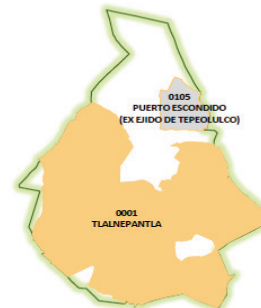 0105
PUERTO ESCONDIDO
(EX EJIDO DE TEPEOLULCO)
0001
TLALNEPANTLA